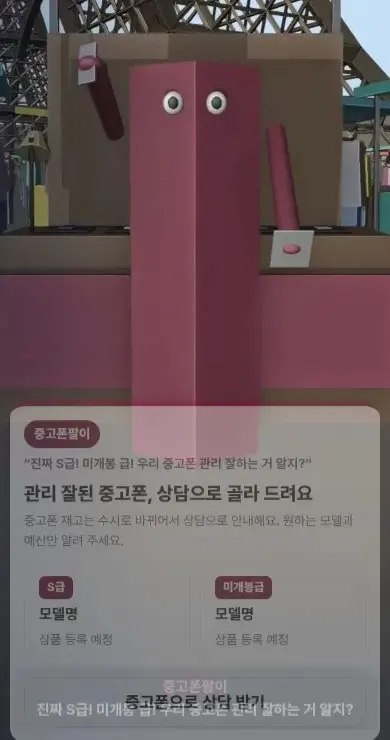 중고폰팔이
“진짜 S급! 미개봉 급! 우리 중고폰 관리 잘하는 거 알지?”
관리 잘된 중고폰, 상담으로 골라 드려요
중고폰 재고는 수시로 바뀌어서 상담으로 안내해요. 원하는 모델과
예산만 알려 주세요.
S급
모델명
상품 등록 예정
미개봉급
모델명
상품 등록 예정
중고폰팔이
중고폰으로 상담 받기
진짜 S급! 미개봉 급! 우리 중고폰 관리 잘하는 거 알지?